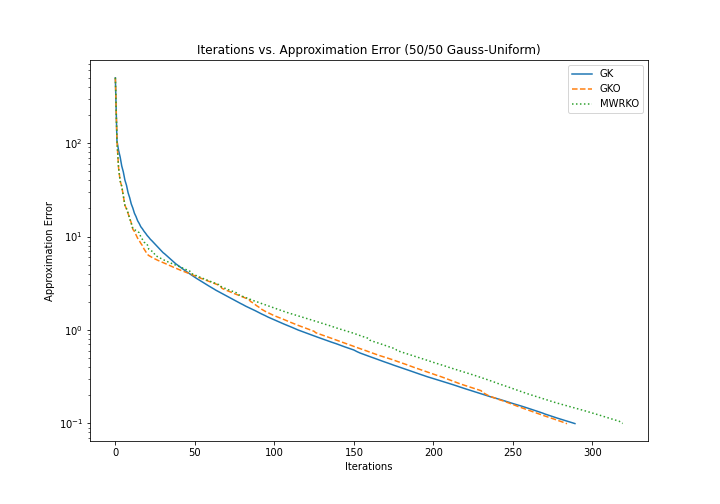 Iterations vs. Approximation Error (50/50 Gauss-Uniform)
GK
GKO
MWRKO
Approximation Error
10²
10¹
10⁰
10⁻¹
0 50 100 150 200 250 300
Iterations